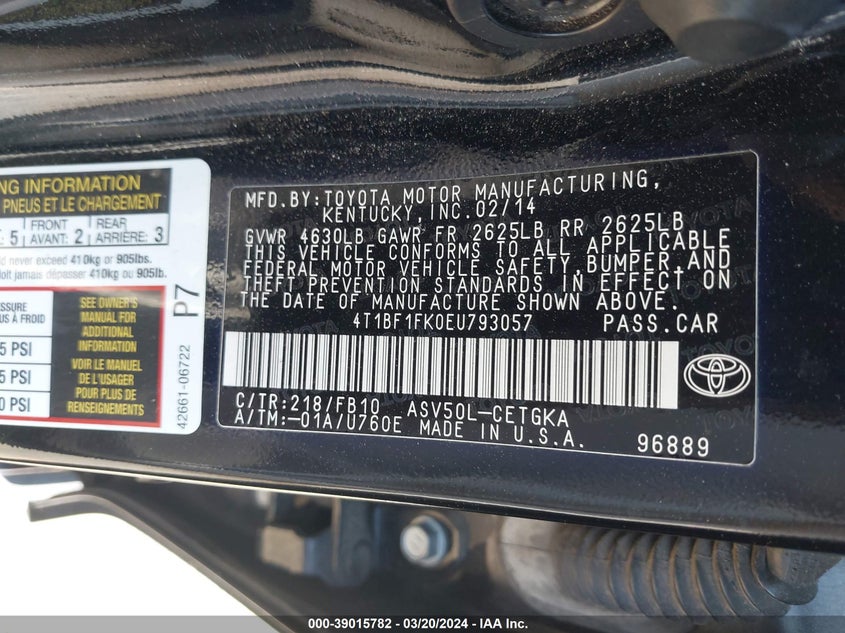 NG INFORMATION
PNEUS ET LE CHARGEMENT
5 FRONT AVANT: 2 REAR ARRIÈRE: 3
ld never exceed 410kg or 905lbs.
oit jamais dépasser 410kg ou 905lb.
ESSURE
US À FROID
5 PSI
5 PSI
0 PSI
SEE OWNER'S
MANUAL FOR
ADDITIONAL
INFORMATION
VOIR LE MANUEL
DE L'USAGER
POUR PLUS DE
RENSEIGNEMENTS
42661-06722
P7
MFD.BY:TOYOTA MOTOR MANUFACTURING,
KENTUCKY,INC.02/14
GVWR 4630LB GAWR FR 2625LB RR 2625LB
THIS VEHICLE CONFORMS TO ALL APPLICABLE
FEDERAL MOTOR VEHICLE SAFETY,BUMPER,AND
THEFT PREVENTION STANDARDS IN EFFECT ON
THE DATE OF MANUFACTURE SHOWN ABOVE.
4T1BF1FK0EU793057 PASS.CAR
C/TR:218/FB10 ASV50L-CETGKA
A/TM:-01A/U760E MADE IN U.S.A.
96889
000-39015782 — 03/20/2024 — IAA Inc.